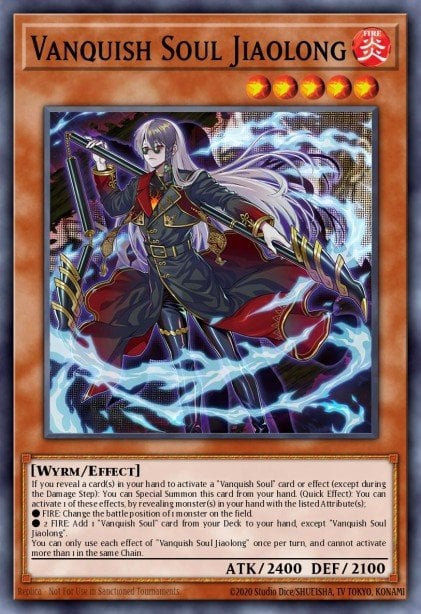 VANQUISH SOUL JIAOLONG
FIRE
炎
[WYRM/EFFECT]
If you reveal a card(s) in your hand to activate a "Vanquish Soul" card or effect (except during
the Damage Step): You can Special Summon this card from your hand. (Quick Effect): You can
activate 1 of these effects, by revealing monster(s) in your hand with the listed Attribute(s);
● FIRE: Change the battle position of 1 monster on the field.
● 2 FIRE: Add 1 "Vanquish Soul" card from your Deck to your hand, except "Vanquish Soul
Jiaolong".
You can only use each effect of "Vanquish Soul Jiaolong" once per turn, and cannot activate
more than 1 in the same Chain.
ATK/2400 DEF/2100
Replica - Not For Use in Sanctioned Tournaments
©2020 Studio Dice/SHUEISHA, TV TOKYO, KONAMI